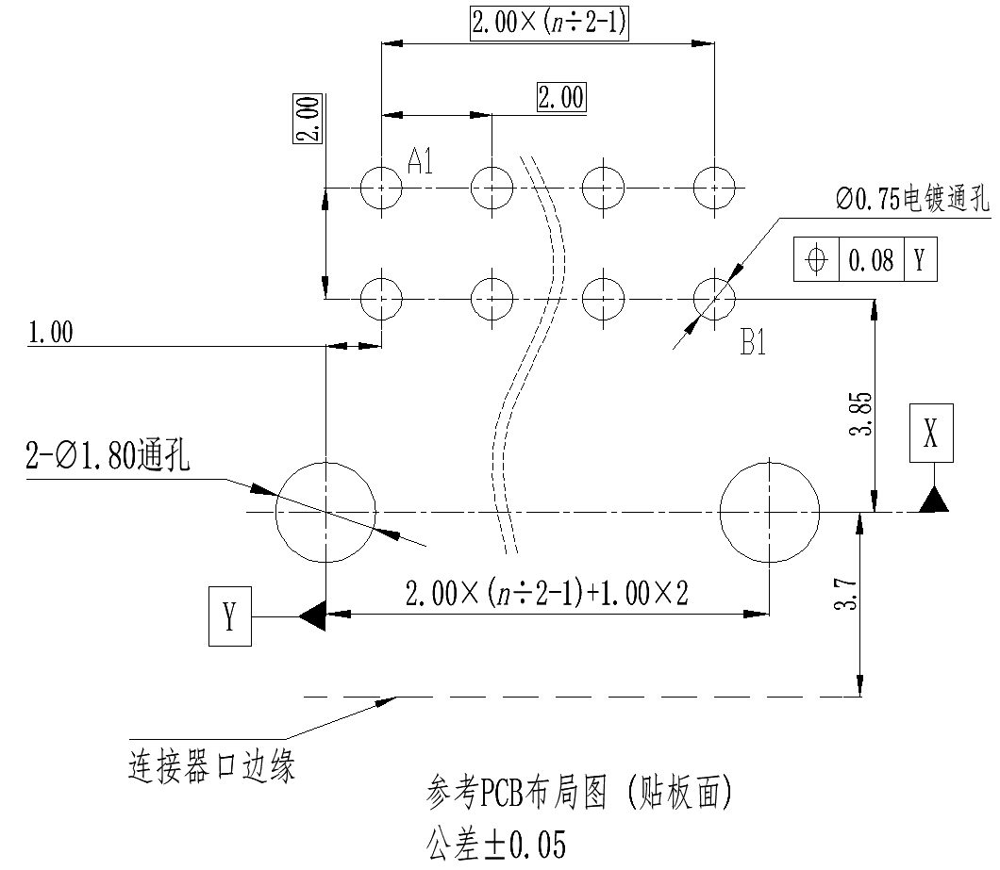 2.00×(n÷2-1)
2.00
2.00
A1
Ø0.75电镀通孔
⌖ 0.08 Y
1.00
B1
3.85
X
2-Ø1.80通孔
2.00×(n÷2-1)+1.00×2
3.7
Y
连接器口边缘
参考PCB布局图 (贴板面)
公差±0.05